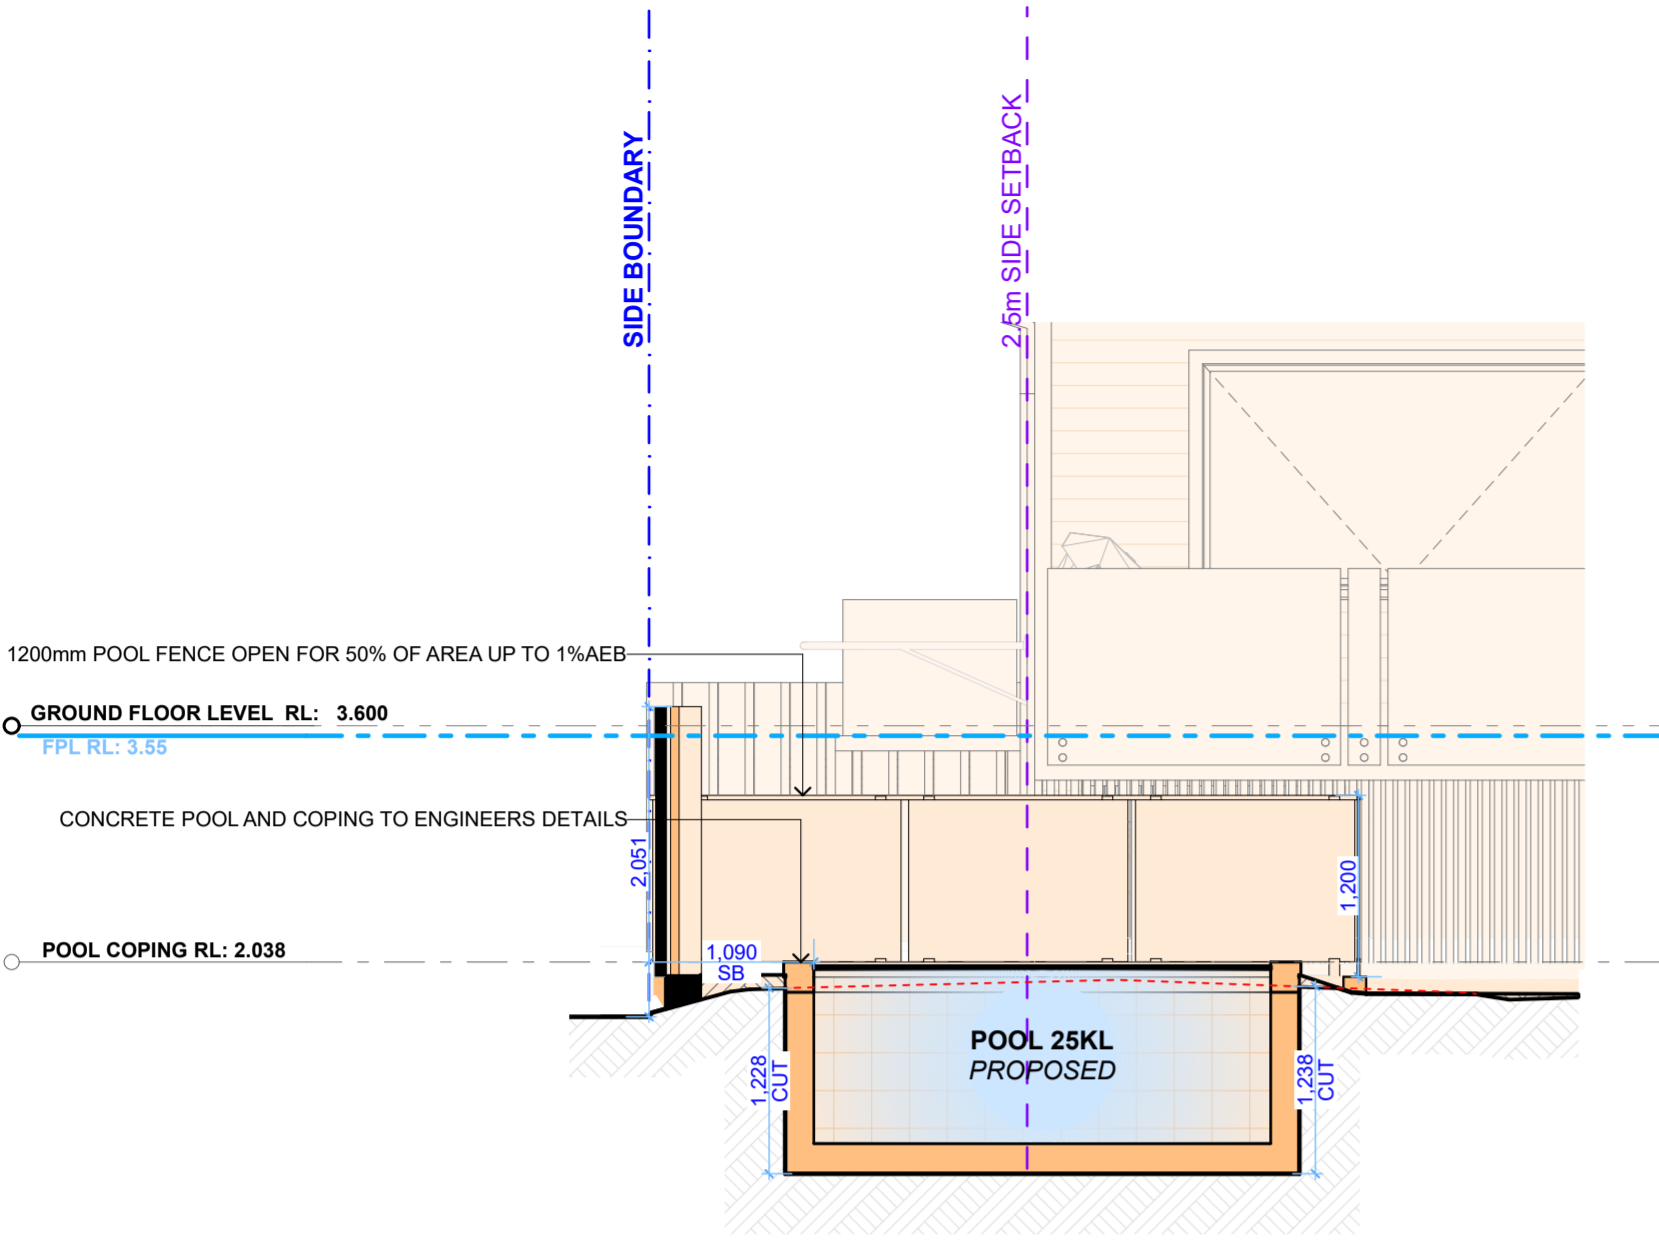 SIDE BOUNDARY
2.5m SIDE SETBACK
1200mm POOL FENCE OPEN FOR 50% OF AREA UP TO 1%AEB
GROUND FLOOR LEVEL RL: 3.600
FPL RL: 3.55
CONCRETE POOL AND COPING TO ENGINEERS DETAILS
2,051
1,200
POOL COPING RL: 2.038
1,090
SB
POOL 25KL
PROPOSED
1,228
CUT
1,238
CUT